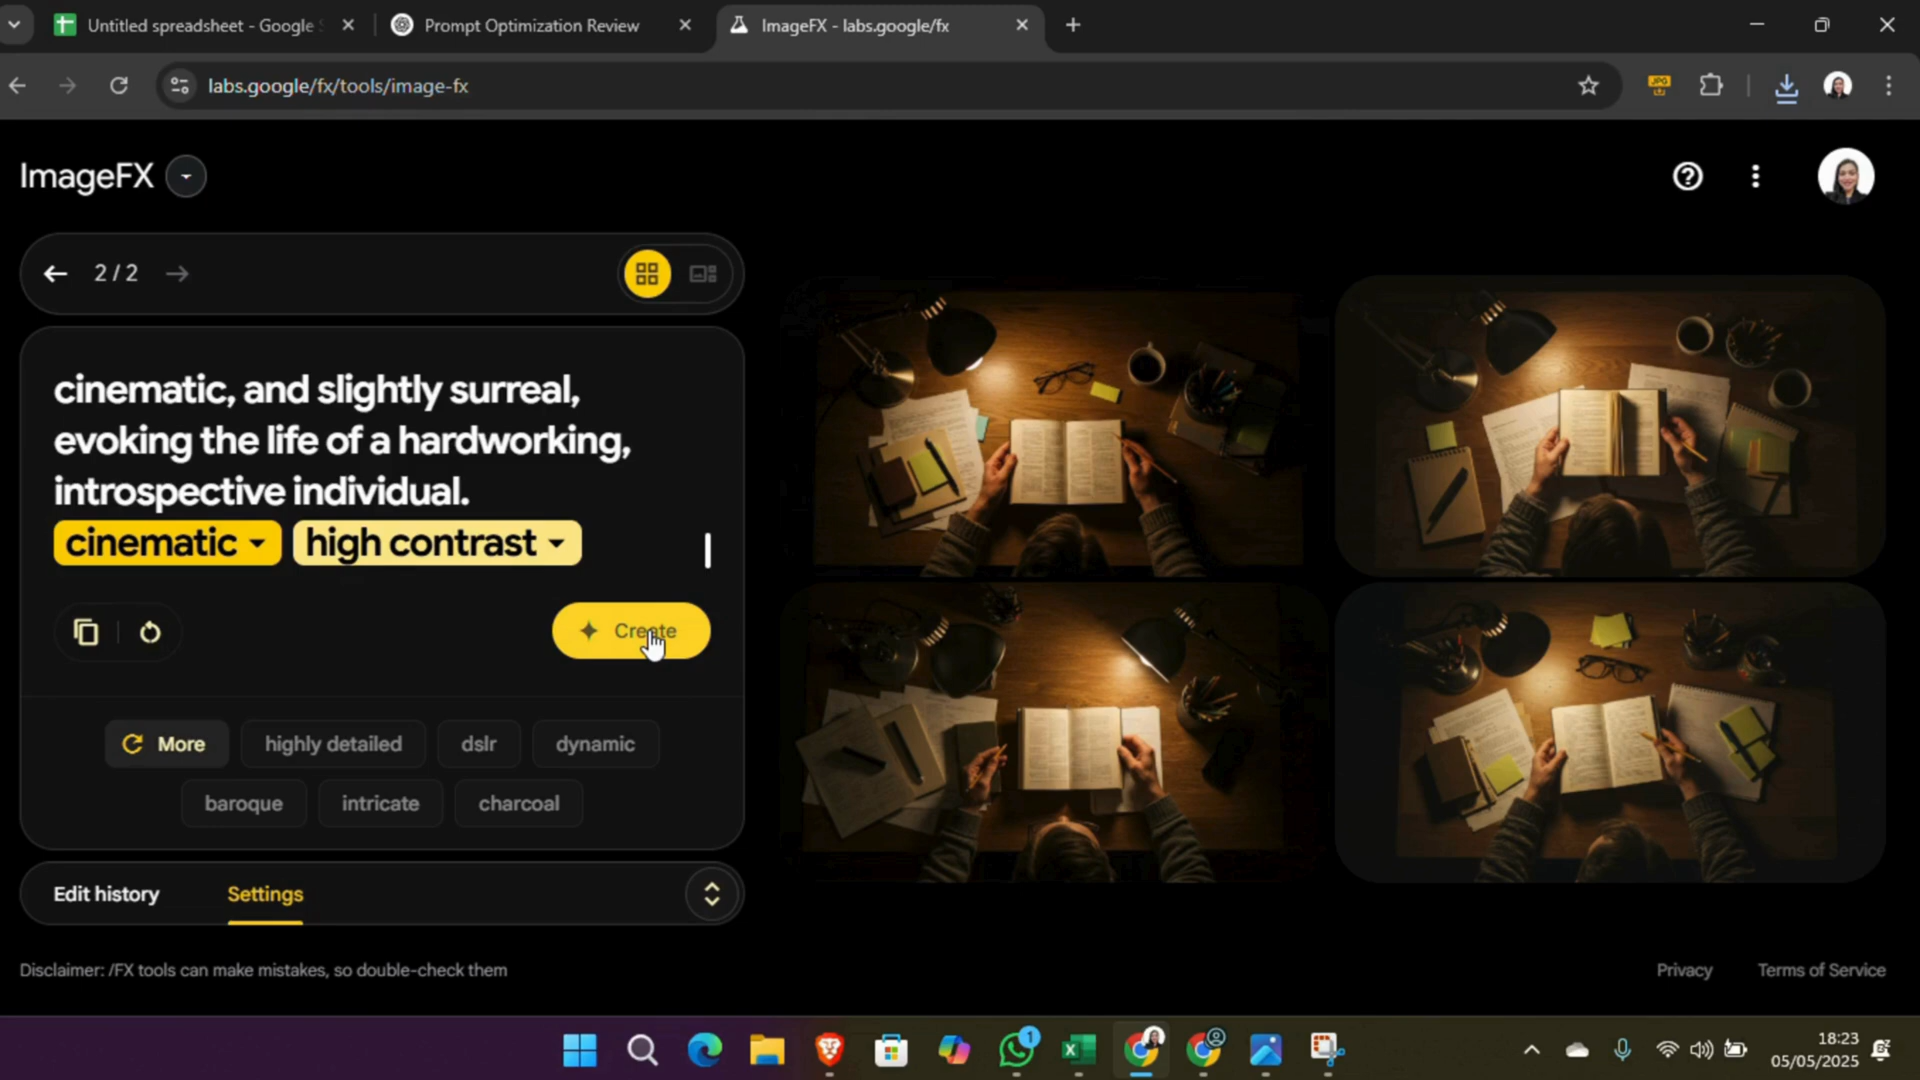 Untitled spreadsheet - Google S
Prompt Optimization Review
ImageFX - labs.google/fx
labs.google/fx/tools/image-fx
JPG
ImageFX
2 / 2
cinematic, and slightly surreal,
evoking the life of a hardworking,
introspective individual.
cinematic
high contrast
Create
More
highly detailed
dslr
dynamic
baroque
intricate
charcoal
Edit history
Settings
Disclaimer: /FX tools can make mistakes, so double-check them
Privacy
Terms of Service
1
18:23
05/05/2025